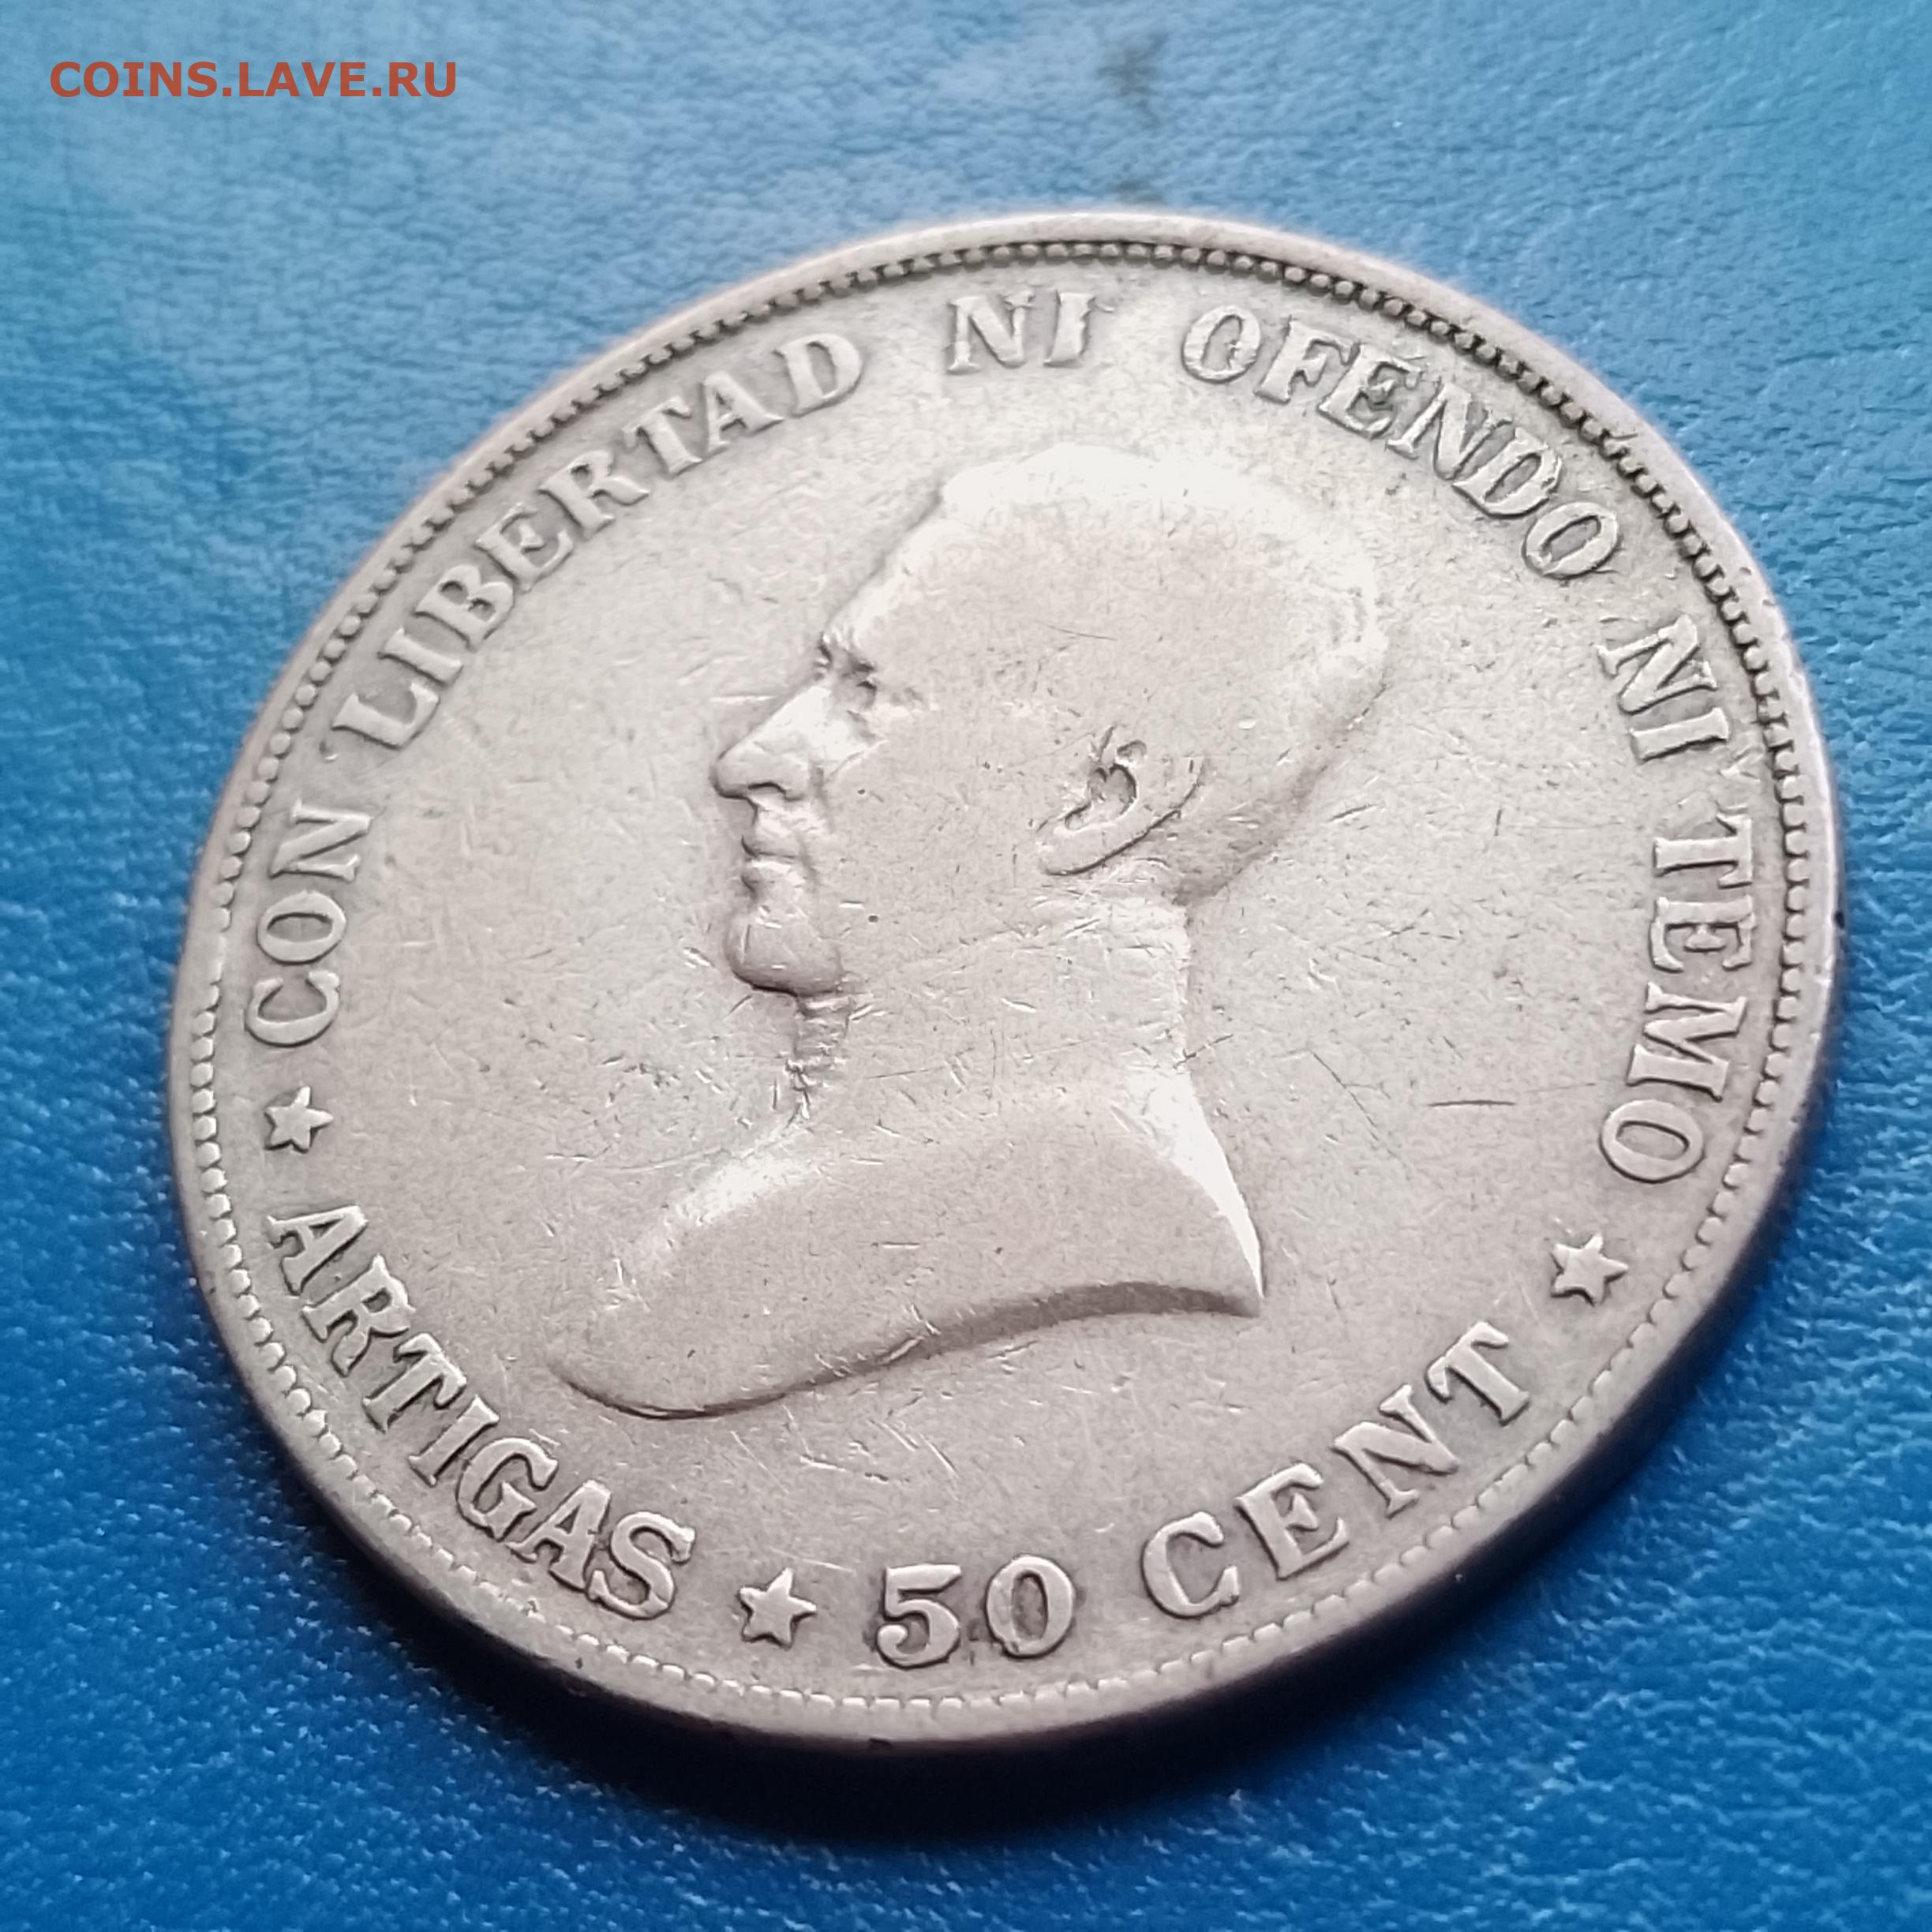 COINS.LAVE.RU
★ CON LIBERTAD NI OFENDO NI TEMO ★
ARTIGAS ★ 50 CENT